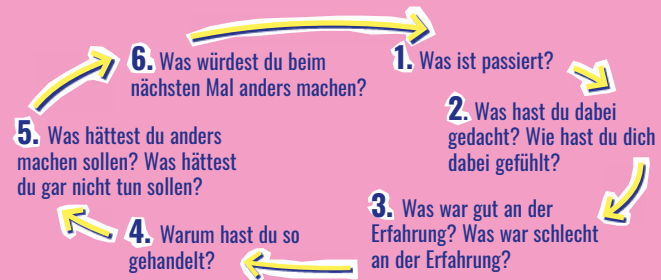 1. Was ist passiert?
2. Was hast du dabei
gedacht? Wie hast du dich
dabei gefühlt?
3. Was war gut an der
Erfahrung? Was war schlecht
an der Erfahrung?
4. Warum hast du so
gehandelt?
5. Was hättest du anders
machen sollen? Was hättest
du gar nicht tun sollen?
6. Was würdest du beim
nächsten Mal anders machen?